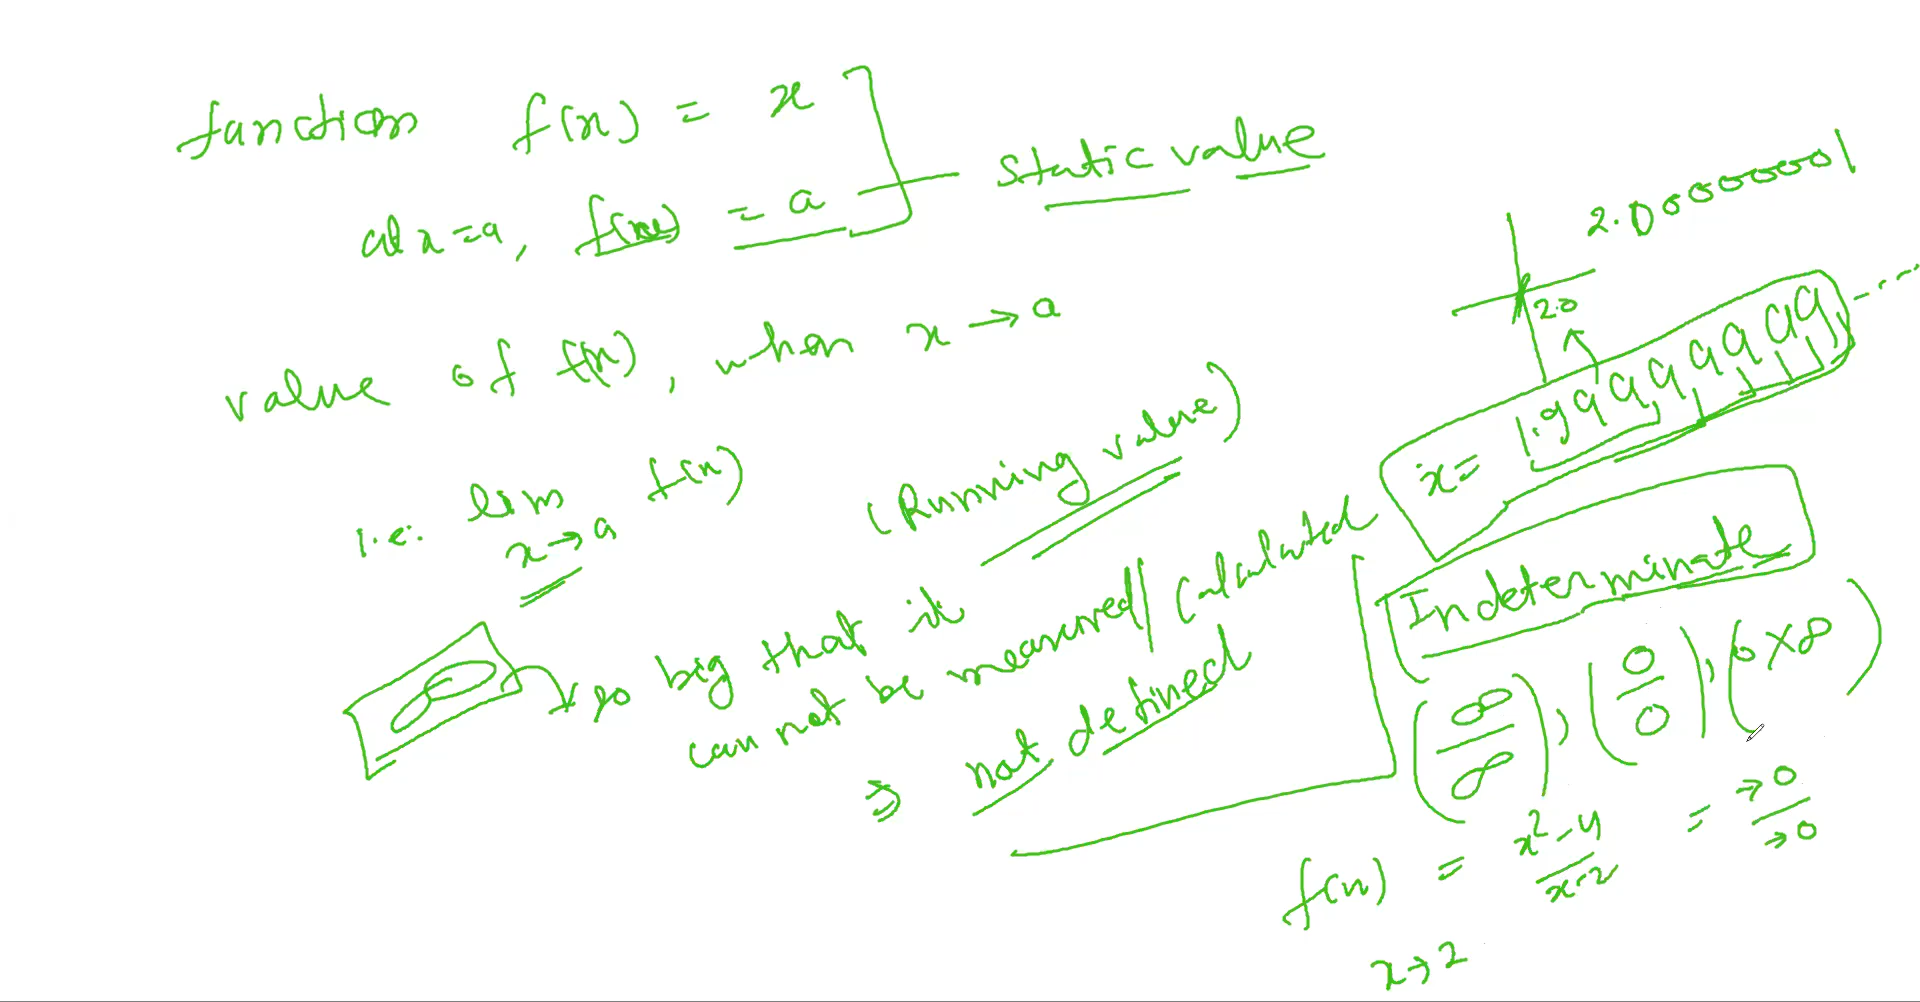 function f(x) = x
at x=a, f(x) = a
static value
value of f(x), when x → a
i.e. lim f(x)
x → a
(Running value)
∞ → so big that it
can not be measured / calculated
⇒ not defined
2.000000001
2.0
x = 1.99999999 ....
Indeterminate
(∞/∞), (0/0), (0 × ∞)
f(x) = x²-4 / x-2 = →0 / →0
x → 2